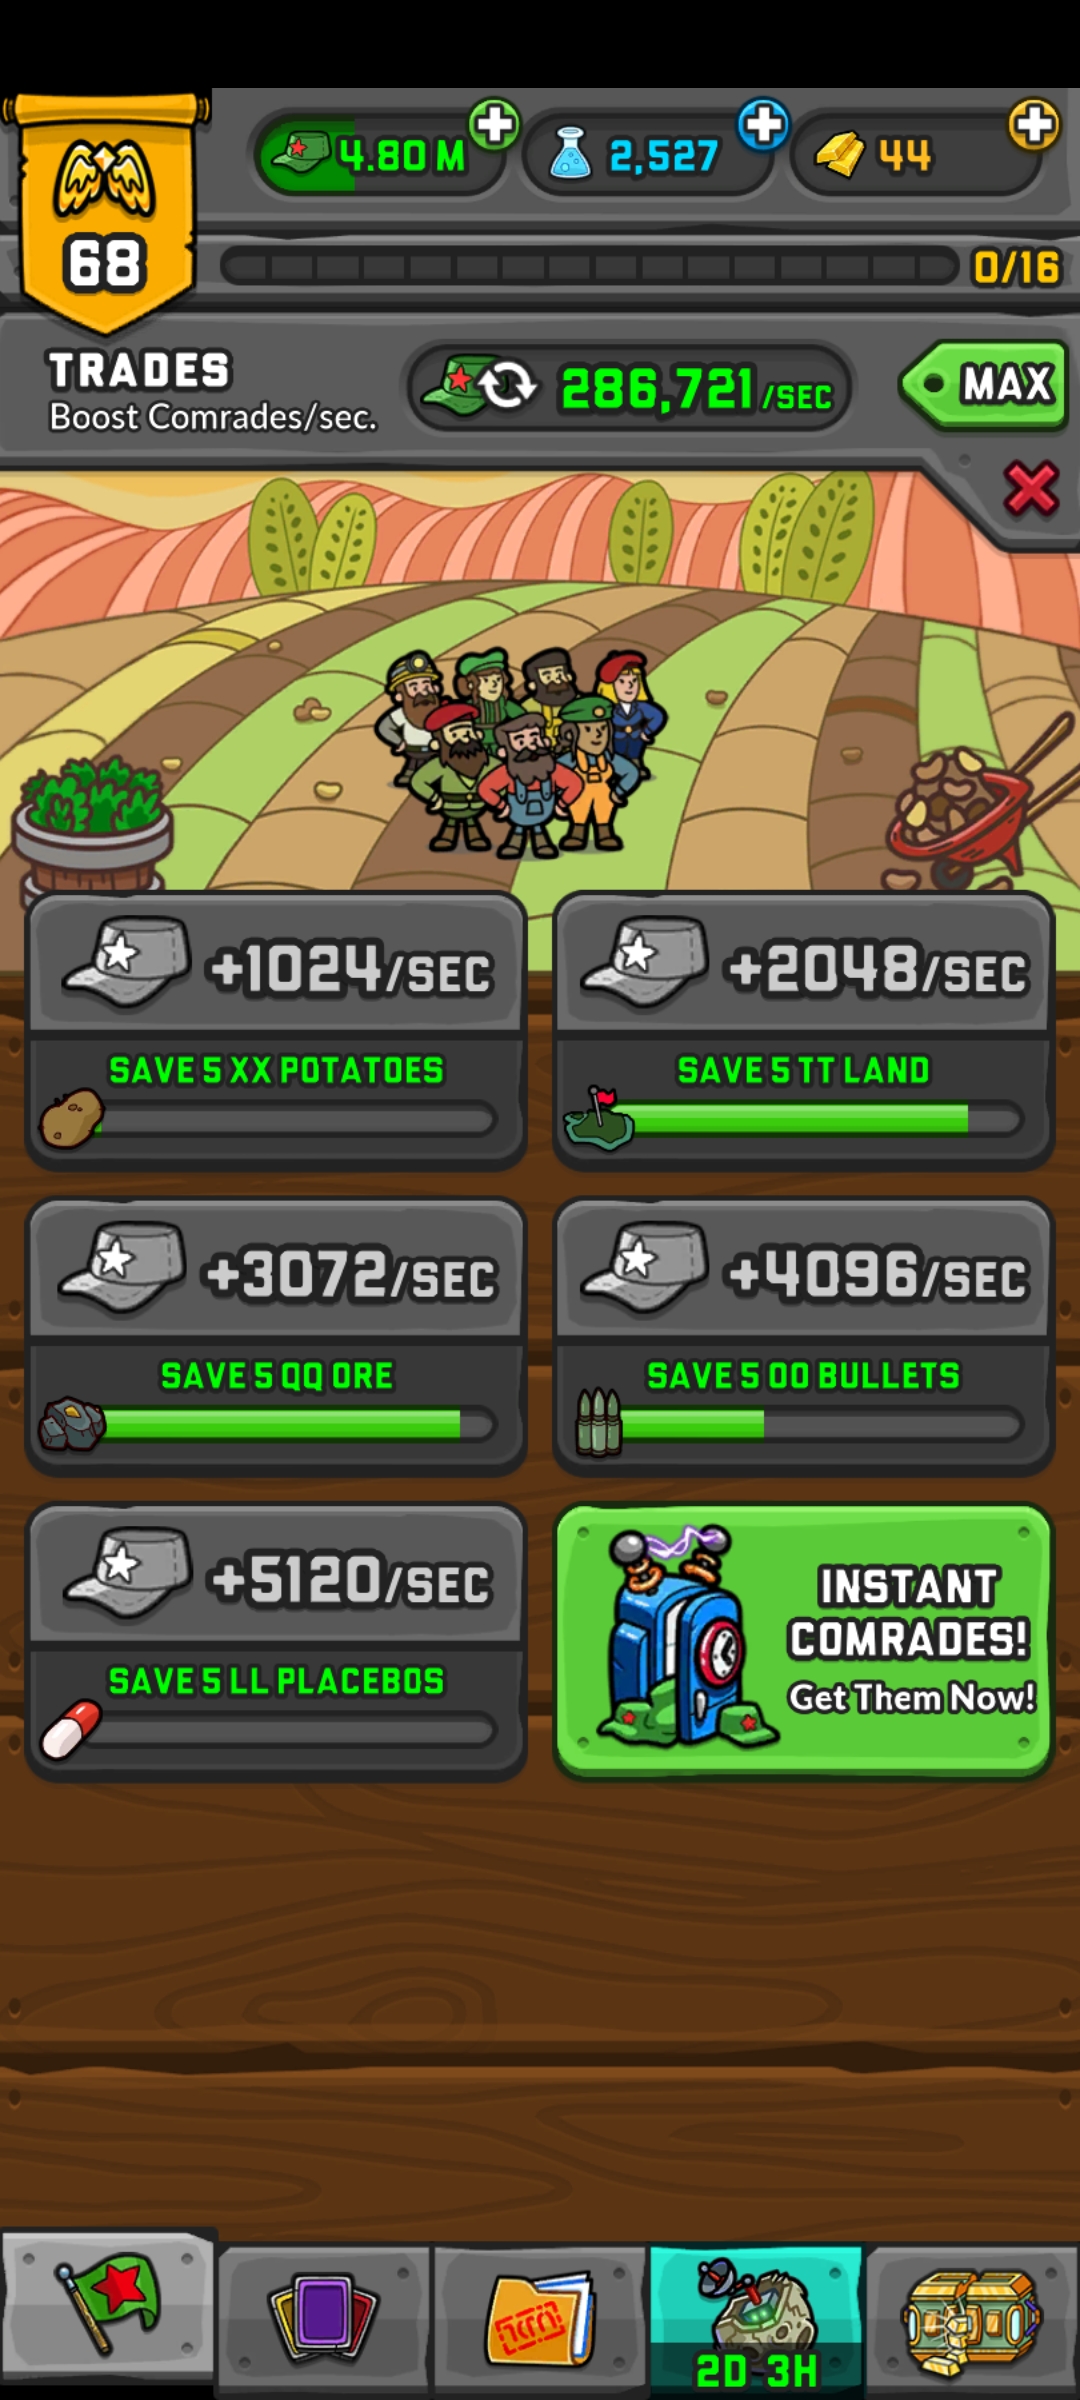 4.80 M
2,527
44
68
0/16
TRADES
Boost Comrades/sec.
286,721/SEC
MAX
+1024/SEC
SAVE 5 XX POTATOES
+2048/SEC
SAVE 5 TT LAND
+3072/SEC
SAVE 5 QQ ORE
+4096/SEC
SAVE 5 OO BULLETS
+5120/SEC
SAVE 5 LL PLACEBOS
INSTANT
COMRADES!
Get Them Now!
2D 3H